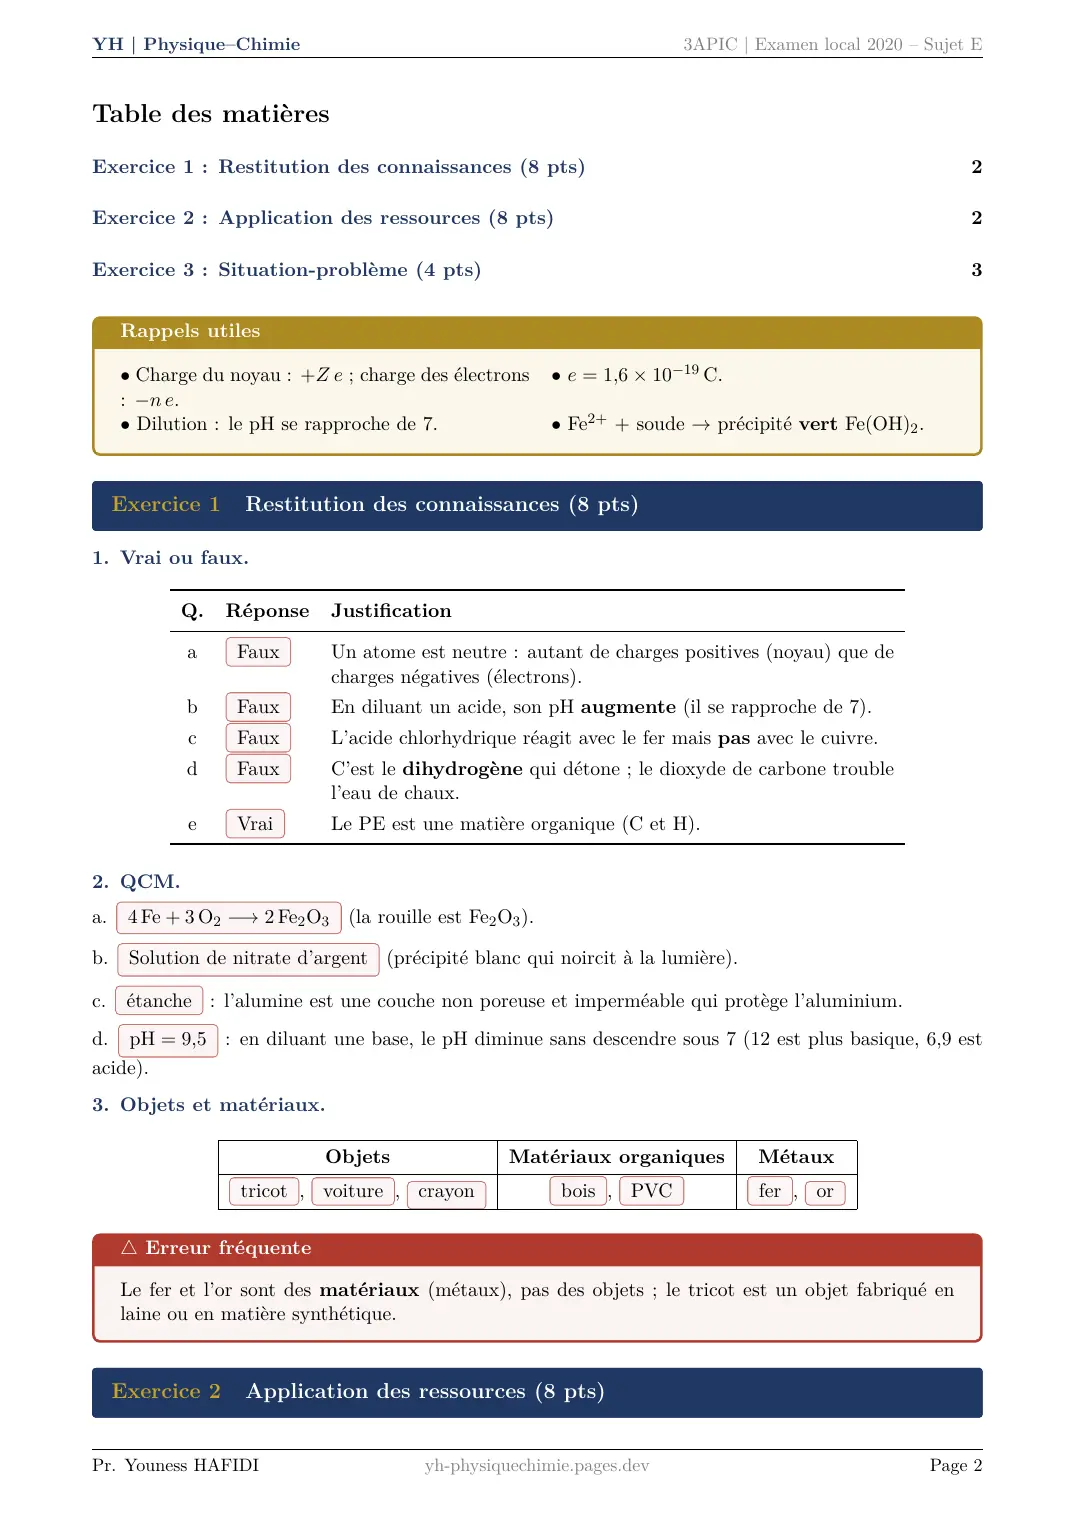 YH | Physique–Chimie 3APIC | Examen local 2020 – Sujet E
Table des matières
Exercice 1 : Restitution des connaissances (8 pts) 2
Exercice 2 : Application des ressources (8 pts) 2
Exercice 3 : Situation-problème (4 pts) 3
Rappels utiles
• Charge du noyau : +Z e ; charge des électrons • e = 1,6 × 10⁻¹⁹ C.
: −n e.
• Dilution : le pH se rapproche de 7. • Fe²⁺ + soude → précipité vert Fe(OH)₂.
Exercice 1 Restitution des connaissances (8 pts)
1. Vrai ou faux.
Q. Réponse Justification
a Faux Un atome est neutre : autant de charges positives (noyau) que de
charges négatives (électrons).
b Faux En diluant un acide, son pH augmente (il se rapproche de 7).
c Faux L'acide chlorhydrique réagit avec le fer mais pas avec le cuivre.
d Faux C'est le dihydrogène qui détone ; le dioxyde de carbone trouble
l'eau de chaux.
e Vrai Le PE est une matière organique (C et H).
2. QCM.
a. 4 Fe + 3 O₂ ⟶ 2 Fe₂O₃ (la rouille est Fe₂O₃).
b. Solution de nitrate d'argent (précipité blanc qui noircit à la lumière).
c. étanche : l'alumine est une couche non poreuse et imperméable qui protège l'aluminium.
d. pH = 9,5 : en diluant une base, le pH diminue sans descendre sous 7 (12 est plus basique, 6,9 est
acide).
3. Objets et matériaux.
Objets Matériaux organiques Métaux
tricot , voiture , crayon bois , PVC fer , or
⚠ Erreur fréquente
Le fer et l'or sont des matériaux (métaux), pas des objets ; le tricot est un objet fabriqué en
laine ou en matière synthétique.
Exercice 2 Application des ressources (8 pts)
Pr. Youness HAFIDI yh-physiquechimie.pages.dev Page 2